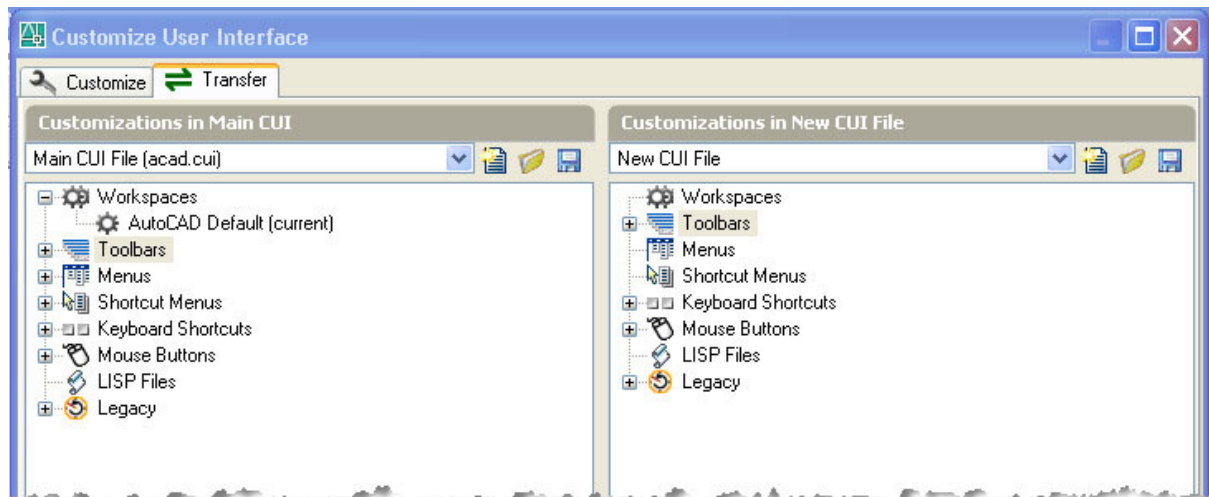 Customize User Interface
Customize
Transfer
Customizations in Main CUI
Main CUI File (acad.cui)
Workspaces
AutoCAD Default (current)
Toolbars
Menus
Shortcut Menus
Keyboard Shortcuts
Mouse Buttons
LISP Files
Legacy
Customizations in New CUI File
New CUI File
Workspaces
Toolbars
Menus
Shortcut Menus
Keyboard Shortcuts
Mouse Buttons
LISP Files
Legacy